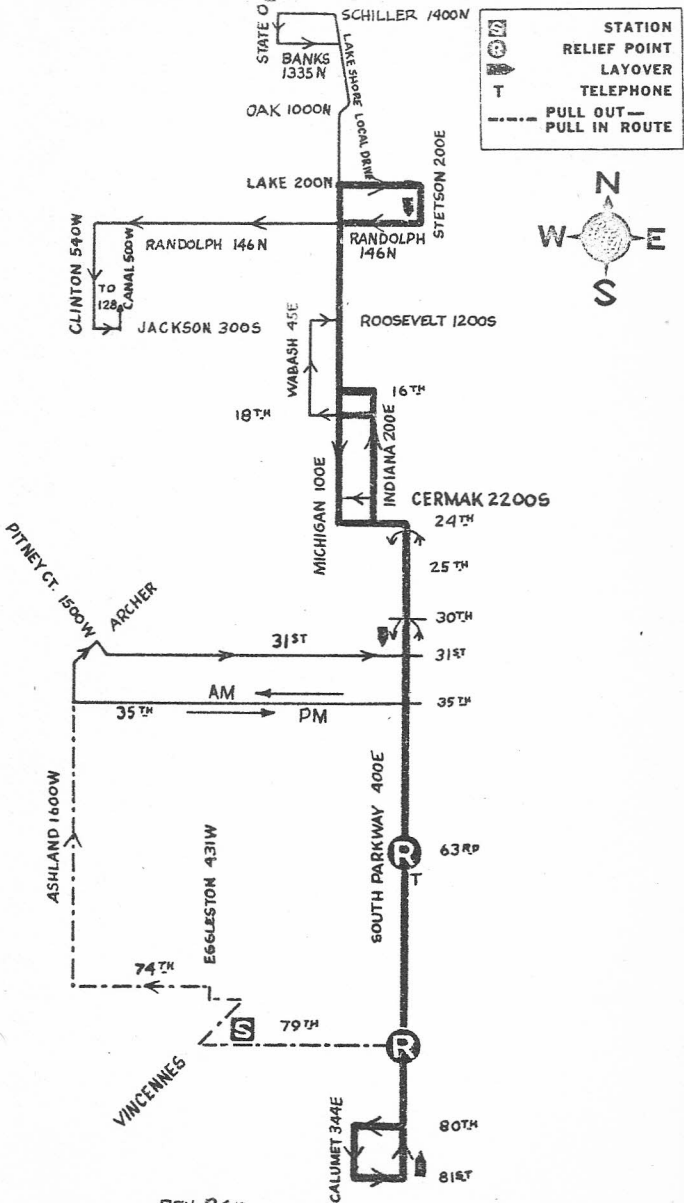 SCHILLER 1400N
STATE O
BANKS
1335N
LAKE SHORE LOCAL DRIVE
OAK 1000N
S STATION
R RELIEF POINT
LAYOVER
T TELEPHONE
PULL OUT —
PULL IN ROUTE
N
W E
S
LAKE 200N
STETSON 200E
RANDOLPH 146N
RANDOLPH
146N
CLINTON 540W
TO
128
CANAL 500W
JACKSON 300S
ROOSEVELT 1200S
WABASH 45E
16TH
18TH
INDIANA 200E
MICHIGAN 100E
CERMAK 2200S
24TH
25TH
30TH
PITNEY CT. 1500W
ARCHER
31ST
31ST
AM
35TH
35TH
PM
SOUTH PARKWAY 400E
ASHLAND 1600W
EGGLESTON 431W
R
63RD
T
74TH
S
79TH
R
VINCENNES
CALUMET 344E
80TH
81ST